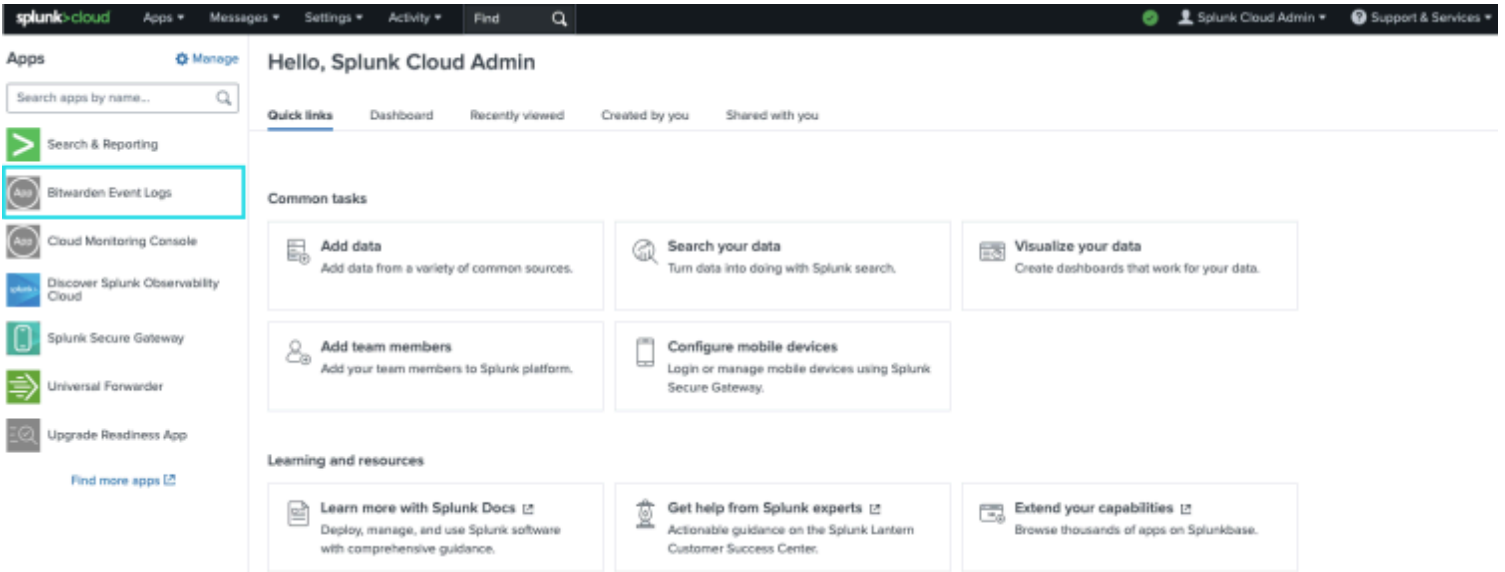 splunk>cloud Apps Messages Settings Activity Find Splunk Cloud Admin Support & Services
Apps Manage
Search apps by name...
Search & Reporting
App Bitwarden Event Logs
App Cloud Monitoring Console
splunk> Discover Splunk Observability
Cloud
Splunk Secure Gateway
Universal Forwarder
Upgrade Readiness App
Find more apps
Hello, Splunk Cloud Admin
Quick links Dashboard Recently viewed Created by you Shared with you
Common tasks
Add data
Add data from a variety of common sources.
Search your data
Turn data into doing with Splunk search.
Visualize your data
Create dashboards that work for your data.
Add team members
Add your team members to Splunk platform.
Configure mobile devices
Login or manage mobile devices using Splunk
Secure Gateway.
Learning and resources
Learn more with Splunk Docs
Deploy, manage, and use Splunk software
with comprehensive guidance.
Get help from Splunk experts
Actionable guidance on the Splunk Lantern
Customer Success Center.
Extend your capabilities
Browse thousands of apps on Splunkbase.